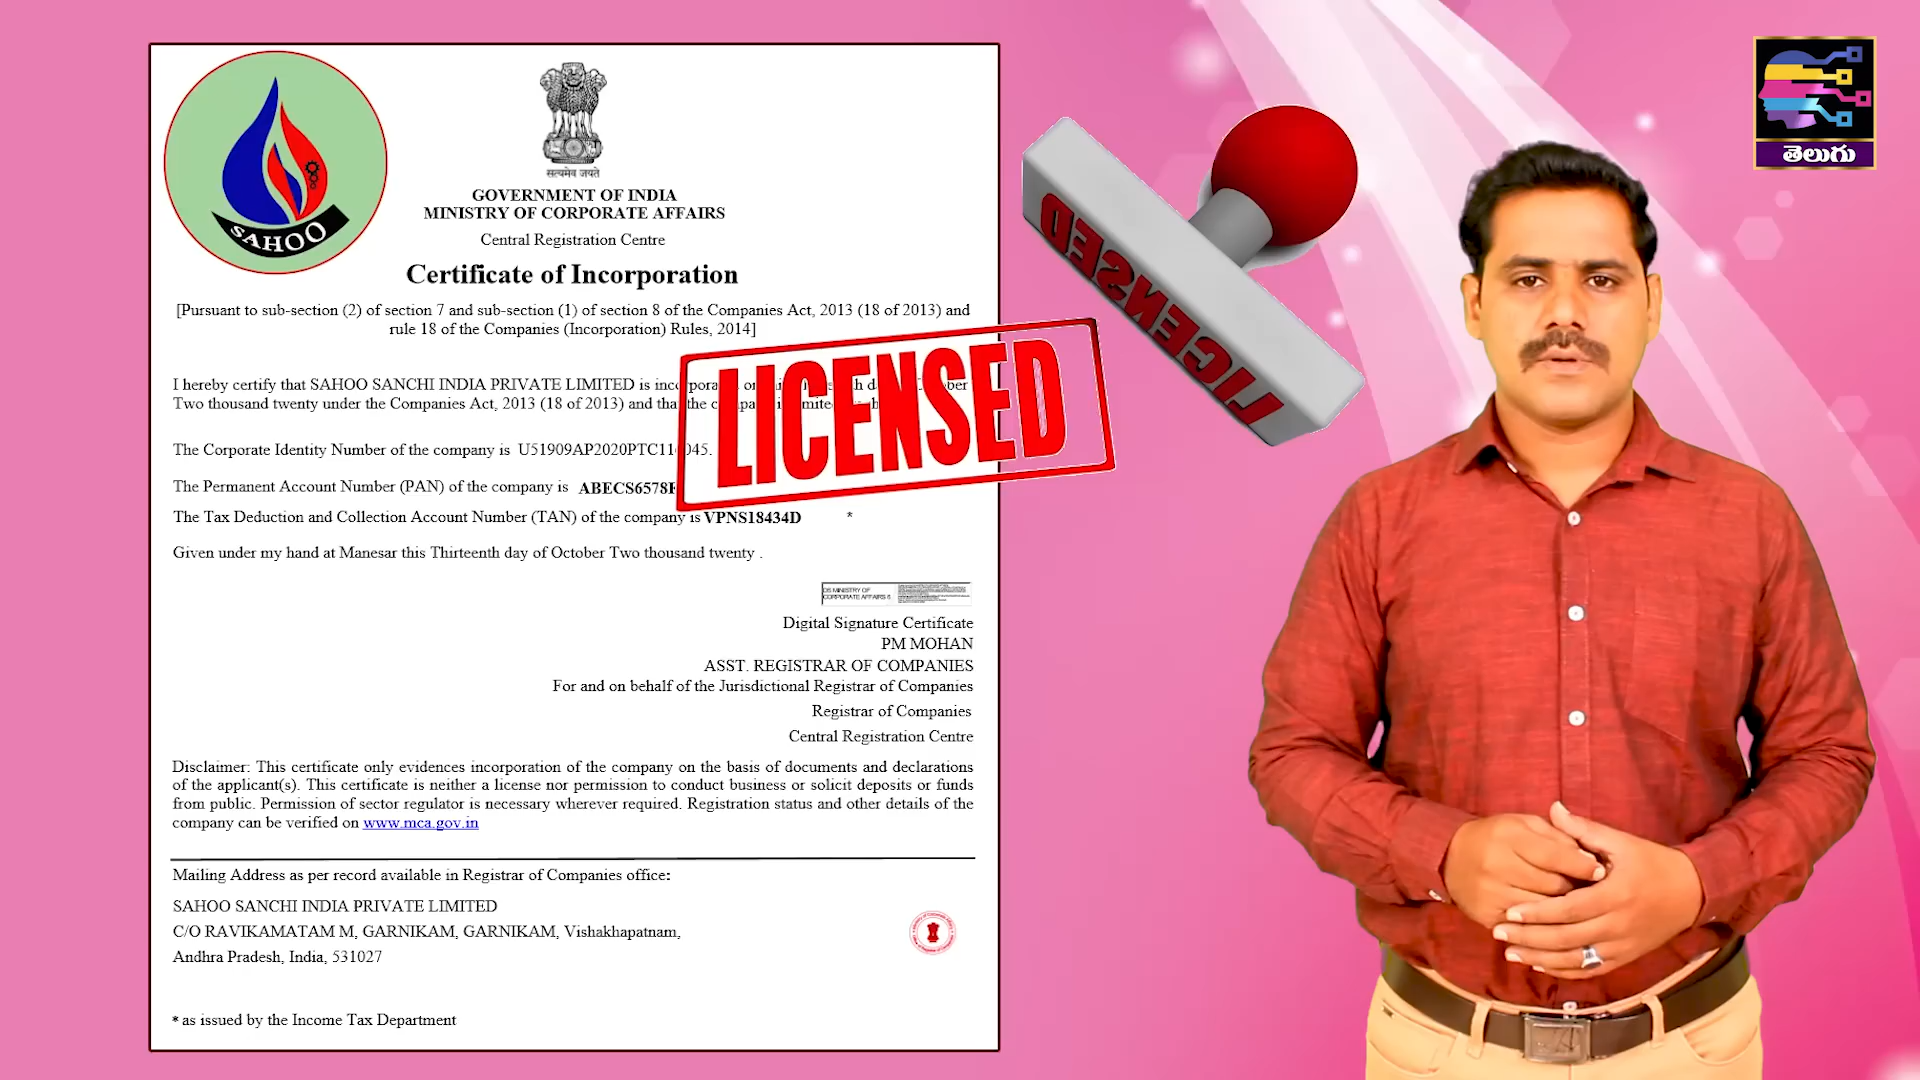 SAHOO
सत्यमेव जयते
GOVERNMENT OF INDIA
MINISTRY OF CORPORATE AFFAIRS
Central Registration Centre
Certificate of Incorporation
[Pursuant to sub-section (2) of section 7 and sub-section (1) of section 8 of the Companies Act, 2013 (18 of 2013) and
rule 18 of the Companies (Incorporation) Rules, 2014]
I hereby certify that SAHOO SANCHI INDIA PRIVATE LIMITED is
Two thousand twenty under the Companies Act, 2013 (18 of 2013) and that
The Corporate Identity Number of the company is
The Permanent Account Number (PAN) of the company is
The Tax Deduction and Collection Account Number (TAN) of the company is VPNS18434D *
Given under my hand at Manesar this Thirteenth day of October Two thousand twenty .
DS MINISTRY OF
CORPORATE AFFAIRS 6
Digital Signature Certificate
PM MOHAN
ASST. REGISTRAR OF COMPANIES
For and on behalf of the Jurisdictional Registrar of Companies
Registrar of Companies
Central Registration Centre
Disclaimer: This certificate only evidences incorporation of the company on the basis of documents and declarations
of the applicant(s). This certificate is neither a license nor permission to conduct business or solicit deposits or funds
from public. Permission of sector regulator is necessary wherever required. Registration status and other details of the
company can be verified on www.mca.gov.in
Mailing Address as per record available in Registrar of Companies office:
SAHOO SANCHI INDIA PRIVATE LIMITED
C/O RAVIKAMATAM M, GARNIKAM, GARNIKAM, Vishakhapatnam,
Andhra Pradesh, India, 531027
* as issued by the Income Tax Department
LICENSED
LICENSED
తెలుగు